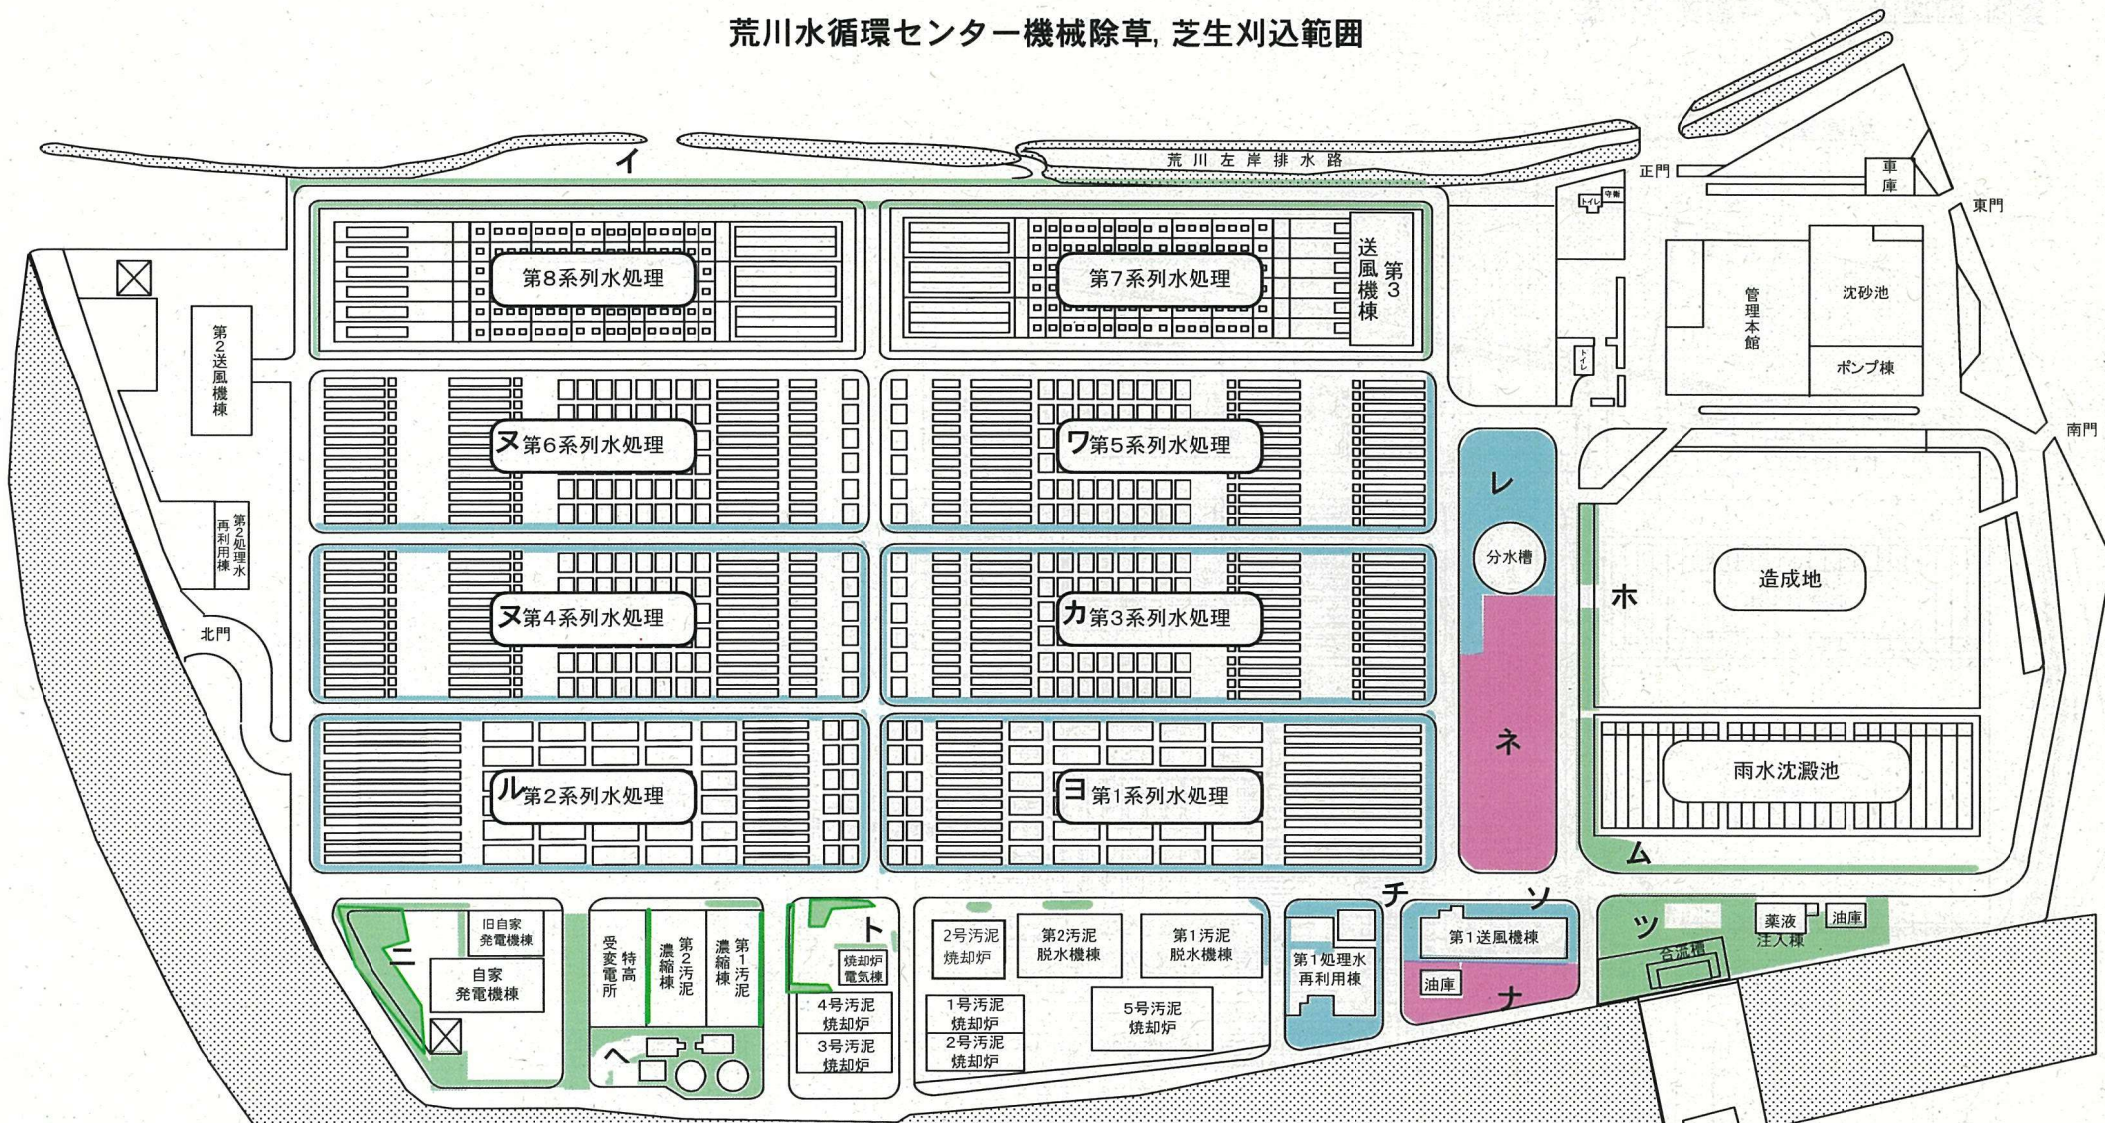 荒川水循環センター機械除草, 芝生刈込範囲
イ
荒川左岸排水路
正門
車庫
東門
守衛
トイレ
第8系列水処理
第7系列水処理
第3
送風機棟
管理本館
沈砂池
ポンプ棟
トイレ
第2送風機棟
南門
ヌ第6系列水処理
ワ第5系列水処理
レ
分水槽
第2処理水
再利用棟
造成地
ホ
ヌ第4系列水処理
カ第3系列水処理
北門
ネ
雨水沈澱池
ル第2系列水処理
ヨ第1系列水処理
ム
チ
ソ
ツ
ニ
旧自家
発電機棟
自家
発電機棟
特高
受変電所
第2汚泥
濃縮棟
第1汚泥
濃縮棟
ヘ
ト
焼却炉
電気棟
4号汚泥
焼却炉
3号汚泥
焼却炉
2号汚泥
焼却炉
第2汚泥
脱水機棟
第1汚泥
脱水機棟
1号汚泥
焼却炉
2号汚泥
焼却炉
5号汚泥
焼却炉
第1処理水
再利用棟
第1送風機棟
油庫
ナ
合流槽
薬液
注入棟
油庫